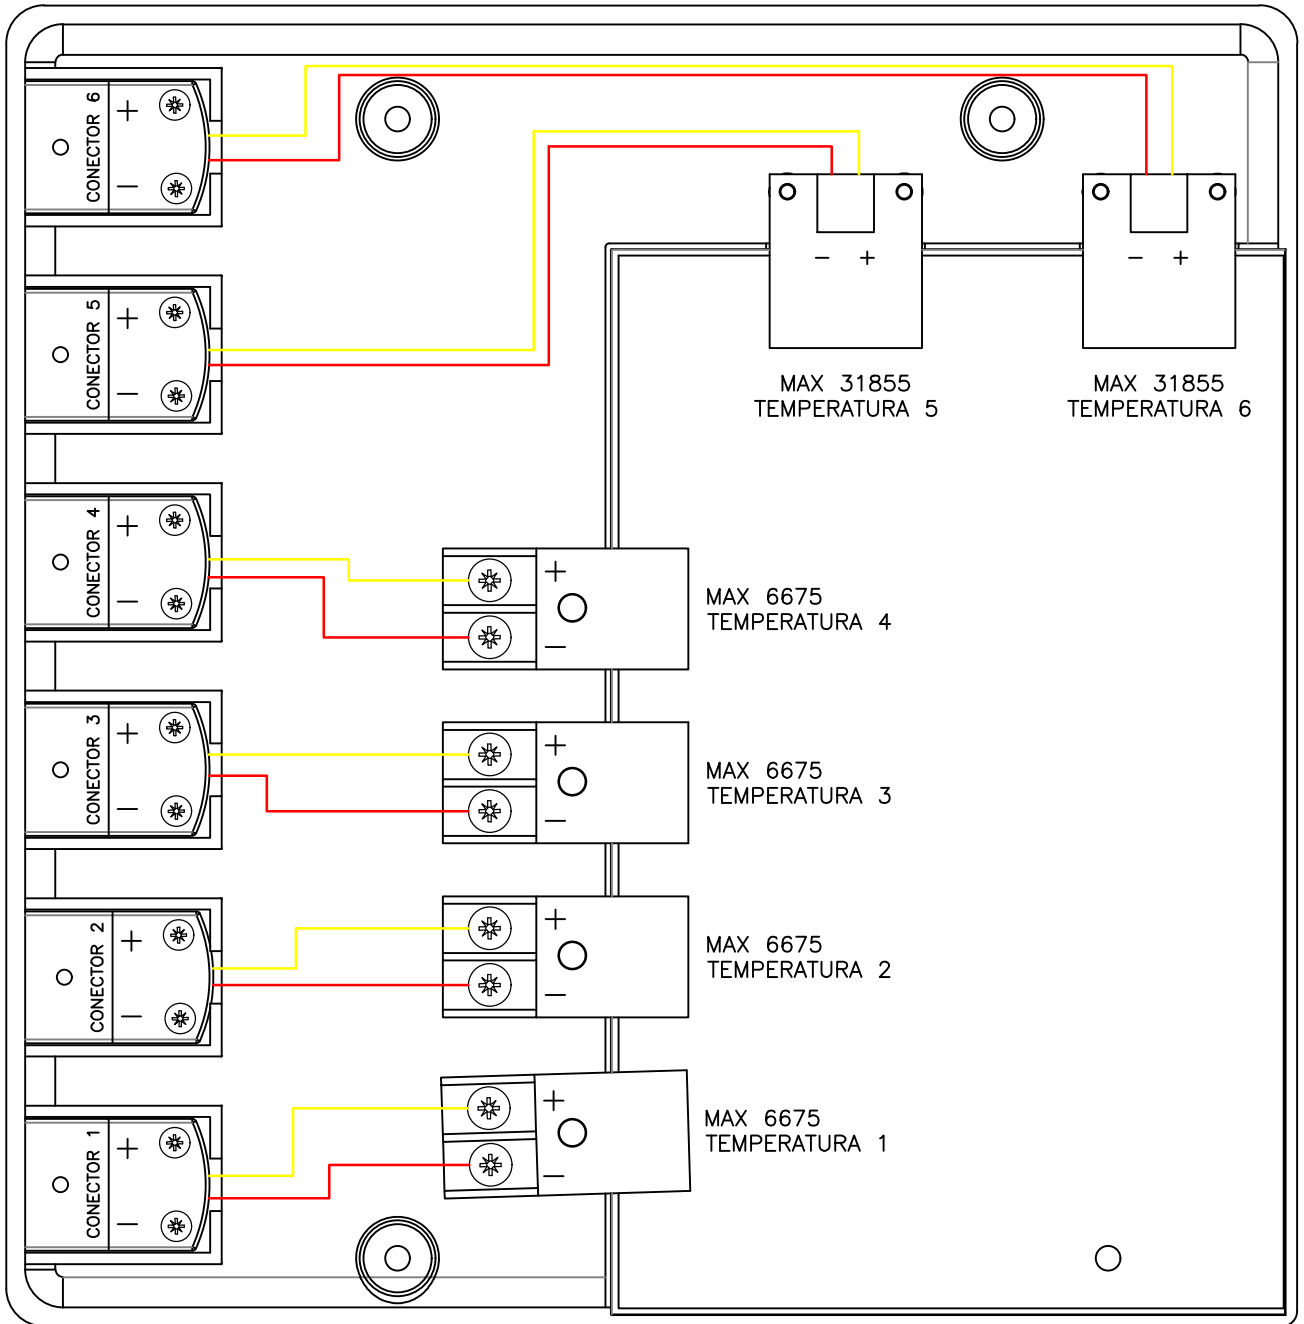 CONECTOR 6
+
−
CONECTOR 5
+
−
− +
− +
MAX 31855
TEMPERATURA 5
MAX 31855
TEMPERATURA 6
CONECTOR 4
+
−
+
−
MAX 6675
TEMPERATURA 4
CONECTOR 3
+
−
+
−
MAX 6675
TEMPERATURA 3
CONECTOR 2
+
−
+
−
MAX 6675
TEMPERATURA 2
CONECTOR 1
+
−
+
−
MAX 6675
TEMPERATURA 1